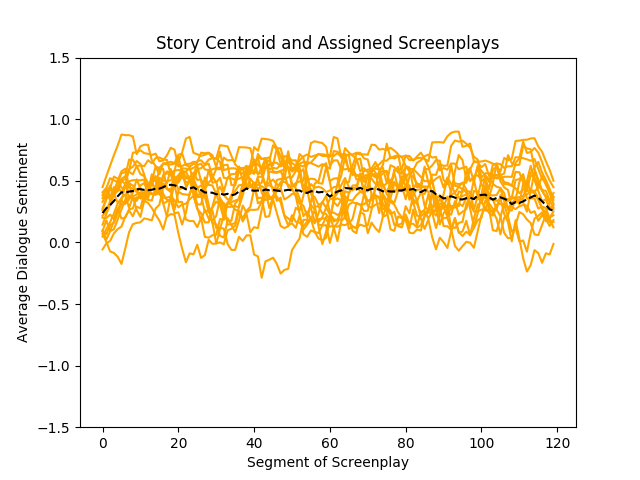 Story Centroid and Assigned Screenplays
1.5
1.0
0.5
0.0
−0.5
−1.0
−1.5
Average Dialogue Sentiment
0 20 40 60 80 100 120
Segment of Screenplay